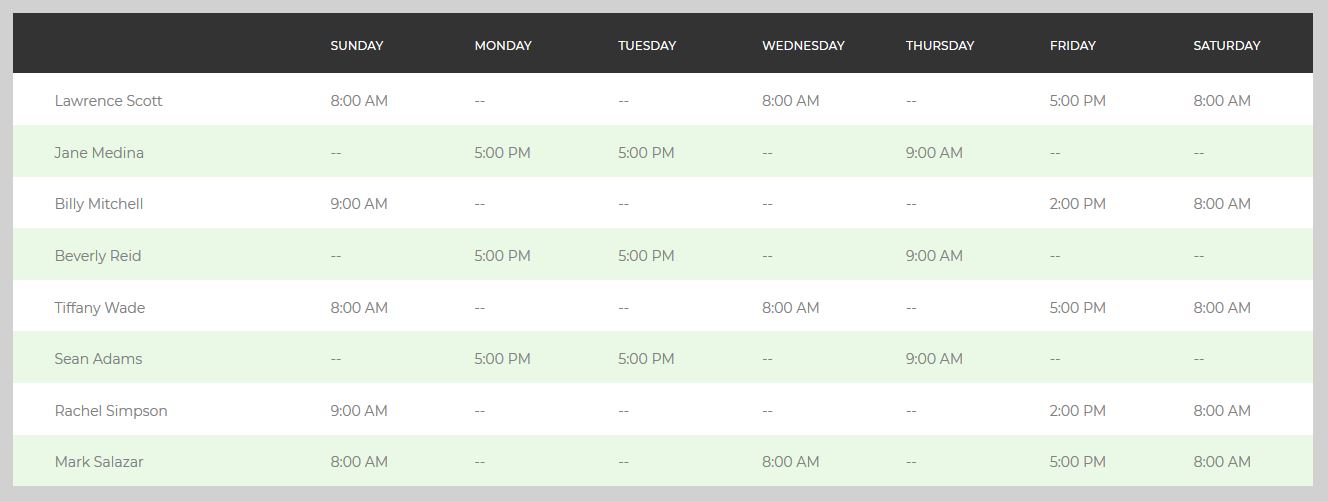 SUNDAY MONDAY TUESDAY WEDNESDAY THURSDAY FRIDAY SATURDAY
Lawrence Scott 8:00 AM -- -- 8:00 AM -- 5:00 PM 8:00 AM
Jane Medina -- 5:00 PM 5:00 PM -- 9:00 AM -- --
Billy Mitchell 9:00 AM -- -- -- -- 2:00 PM 8:00 AM
Beverly Reid -- 5:00 PM 5:00 PM -- 9:00 AM -- --
Tiffany Wade 8:00 AM -- -- 8:00 AM -- 5:00 PM 8:00 AM
Sean Adams -- 5:00 PM 5:00 PM -- 9:00 AM -- --
Rachel Simpson 9:00 AM -- -- -- -- 2:00 PM 8:00 AM
Mark Salazar 8:00 AM -- -- 8:00 AM -- 5:00 PM 8:00 AM